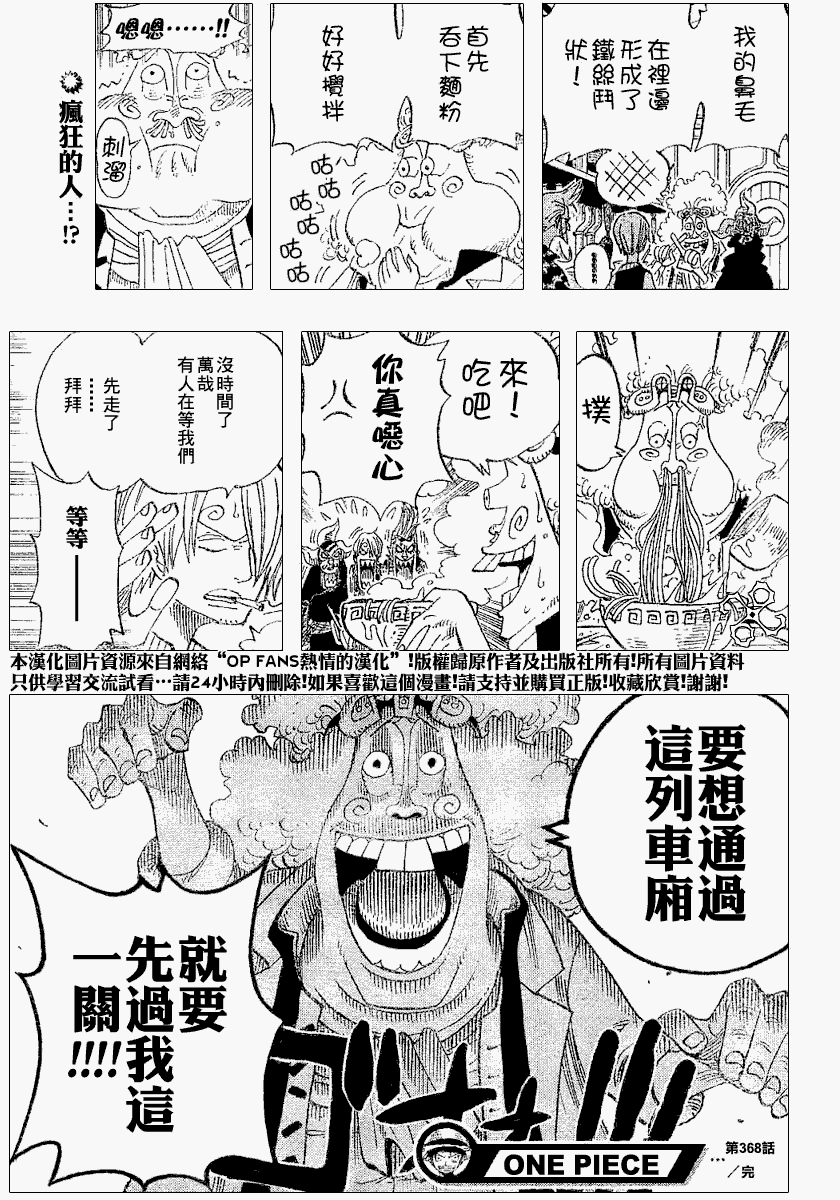 我的鼻毛
在裡邊
形成了
鐵絲鬥
狀！
首先
吞下麵粉
好好攪拌
咕咕
咕咕
咕咕
嗯嗯⋯⋯!!
刺溜
瘋狂的人⋯!?
撲
來！
吃吧
你真噁心
沒時間了
萬哉
有人在等我們
先走了
⋯⋯
拜拜
等等——
本漢化圖片資源來自網絡“OP FANS熱情的漢化”!版權歸原作者及出版社所有!所有圖片資料
只供學習交流試看⋯請24小時內刪除!如果喜歡這個漫畫!請支持並購買正版!收藏欣賞!謝謝!
要想通過
這列車廂
就要
先過我這
一關!!!!
ゴオオオ!!!
ONE PIECE
第368話
⋯／完